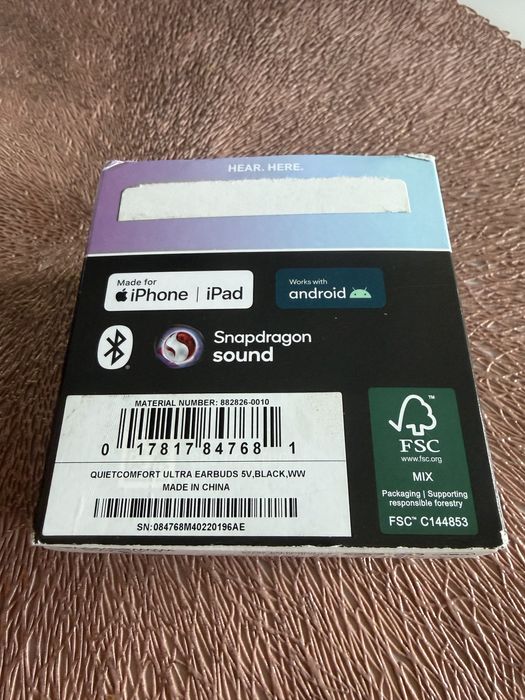 HEAR. HERE.
Made for
iPhone | iPad
Works with
android
Snapdragon
sound
MATERIAL NUMBER: 882826-0010
0 17817 84768 1
QUIETCOMFORT ULTRA EARBUDS 5V,BLACK,WW
MADE IN CHINA
SN:084768M40220196AE
FSC™
www.fsc.org
MIX
Packaging | Supporting
responsible forestry
FSC™ C144853